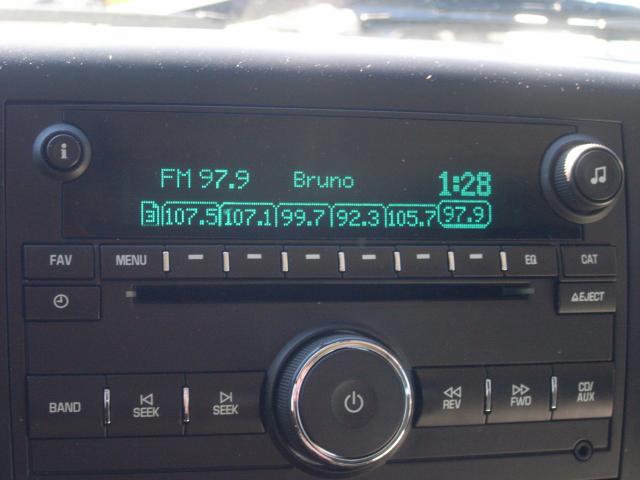 i
FM 97.9 Bruno 1:28
3 107.5 107.1 99.7 92.3 105.7 97.9
FAV MENU EQ CAT
EJECT
BAND SEEK SEEK REV FWD CD/
AUX